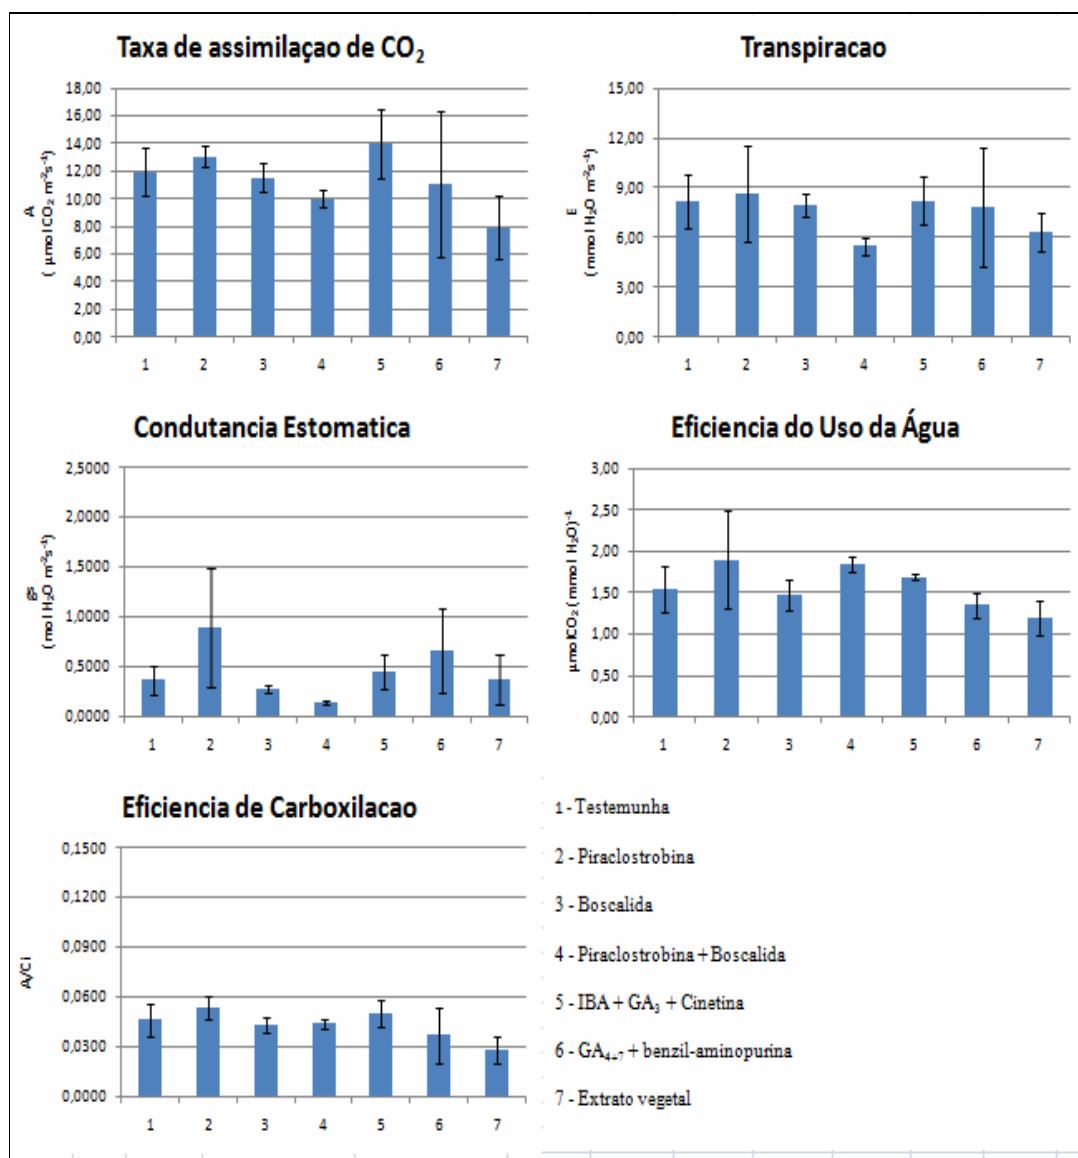 Taxa de assimilaçao de CO₂
A
( μmol CO₂ m⁻²s⁻¹)
18,00
16,00
14,00
12,00
10,00
8,00
6,00
4,00
2,00
0,00
1 2 3 4 5 6 7
Transpiracao
E
(mmol H₂O m⁻²s⁻¹)
15,00
12,00
9,00
6,00
3,00
0,00
1 2 3 4 5 6 7
Condutancia Estomatica
gs
(mol H₂O m⁻²s⁻¹)
2,5000
2,0000
1,5000
1,0000
0,5000
0,0000
1 2 3 4 5 6 7
Eficiencia do Uso da Água
μmolCO₂ (mmol H₂O)⁻¹
3,00
2,50
2,00
1,50
1,00
0,50
0,00
1 2 3 4 5 6 7
Eficiencia de Carboxilacao
A/Ci
0,1500
0,1200
0,0900
0,0600
0,0300
0,0000
1 2 3 4 5 6 7
1 - Testemunha
2 - Piraclostrobina
3 - Boscalida
4 - Piraclostrobina + Boscalida
5 - IBA + GA₃ + Cinetina
6 - GA₄₊₇ + benzil-aminopurina
7 - Extrato vegetal